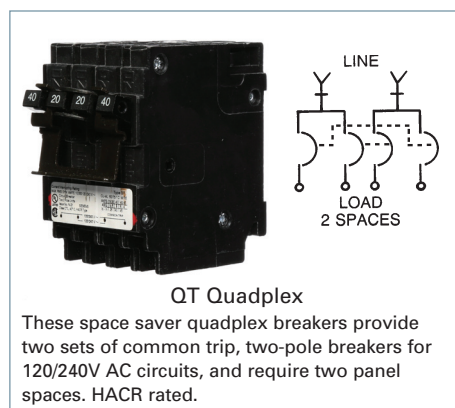 40 20 20 40
LINE
LOAD
2 SPACES
QT Quadplex
These space saver quadplex breakers provide
two sets of common trip, two-pole breakers for
120/240V AC circuits, and require two panel
spaces. HACR rated.